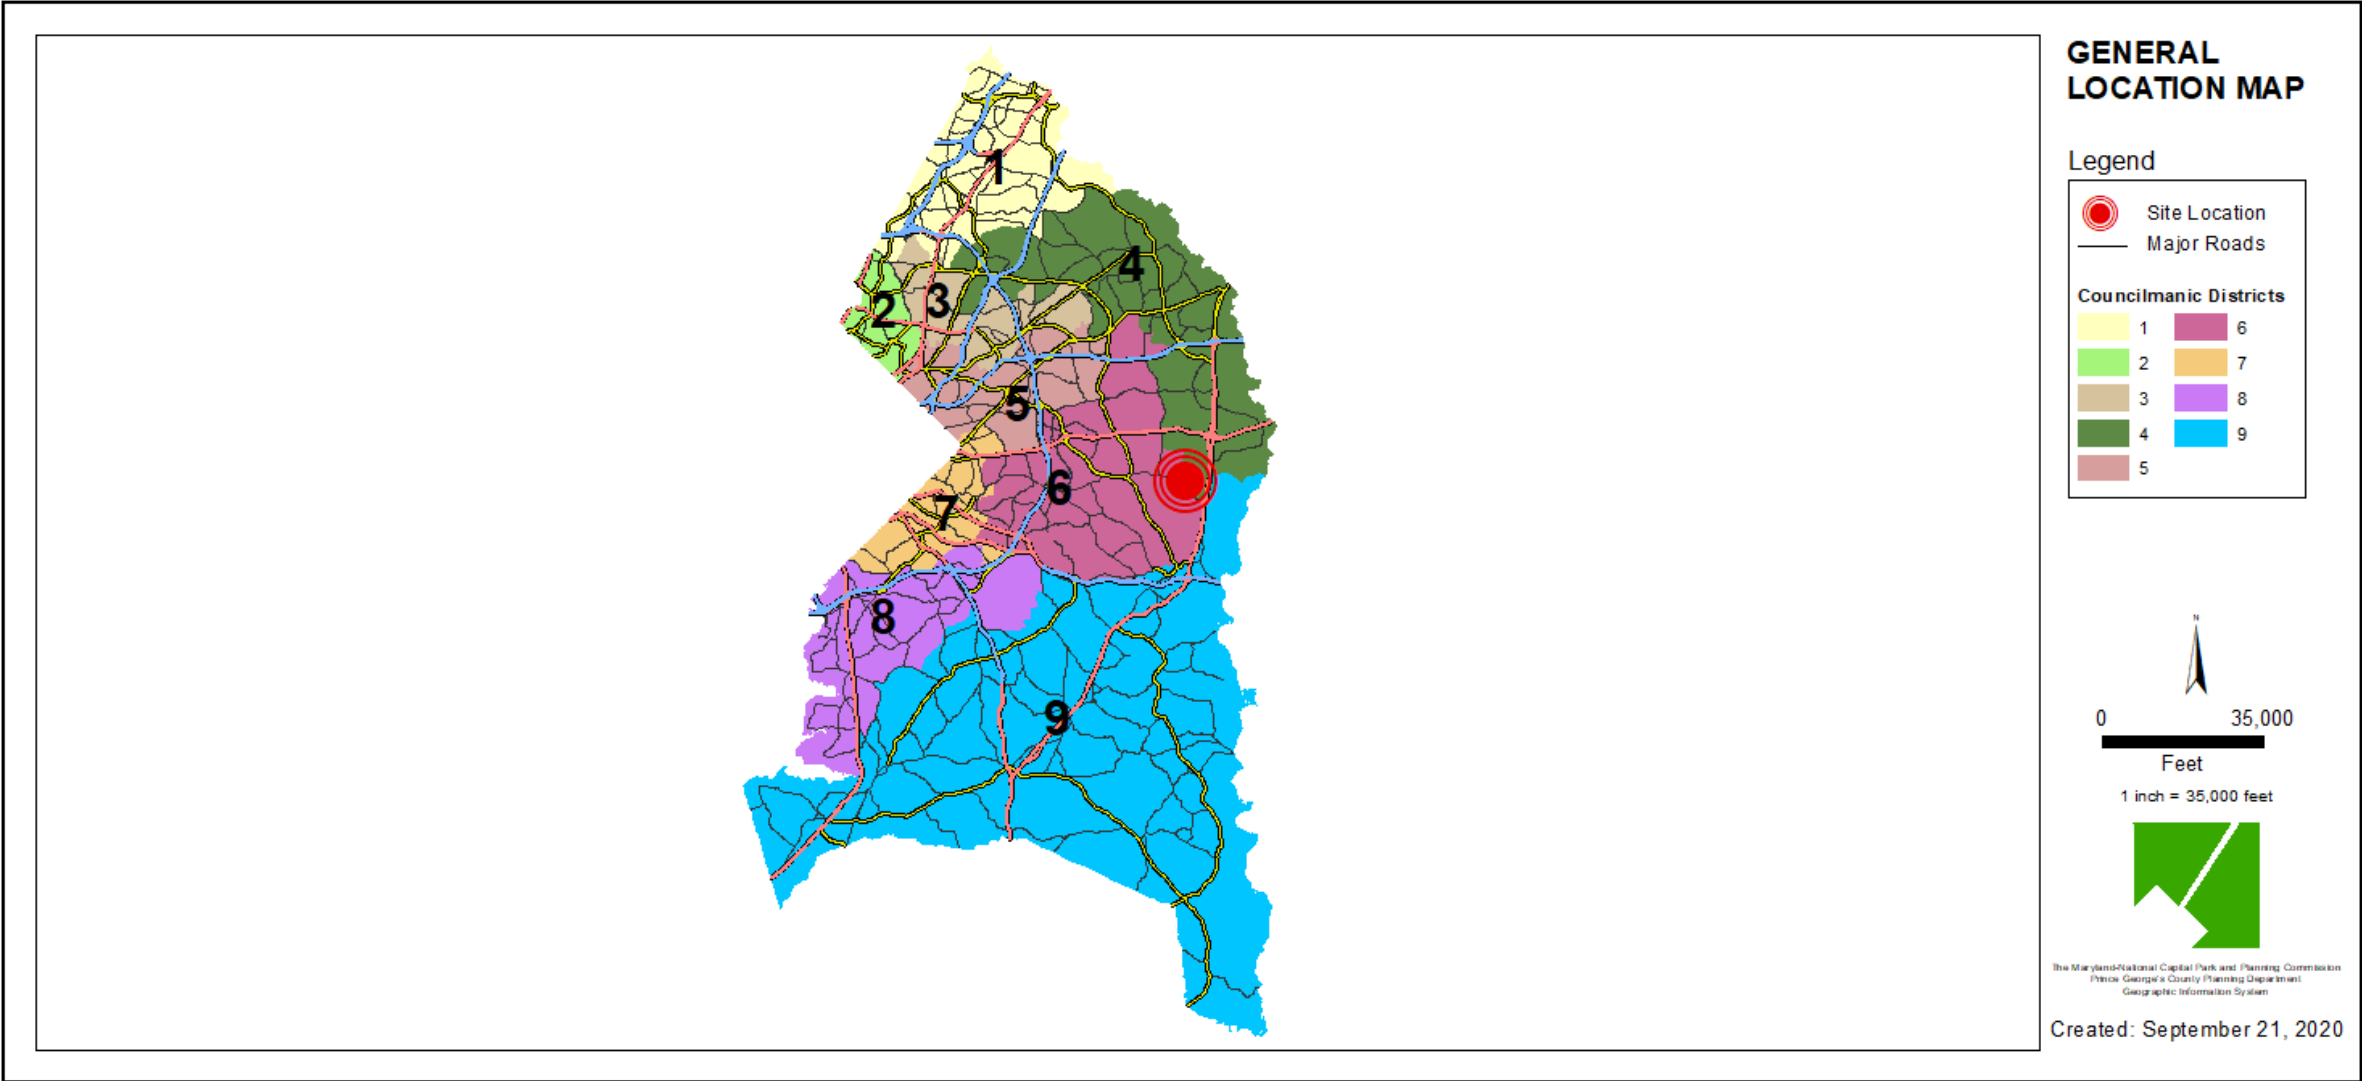 GENERAL
LOCATION MAP
Legend
Site Location
Major Roads
Councilmanic Districts
1 6
2 7
3 8
4 9
5
1
4
2
3
5
6
7
8
9
N
0 35,000
Feet
1 inch = 35,000 feet
The Maryland-National Capital Park and Planning Commission
Prince George's County Planning Department
Geographic Information System
Created: September 21, 2020